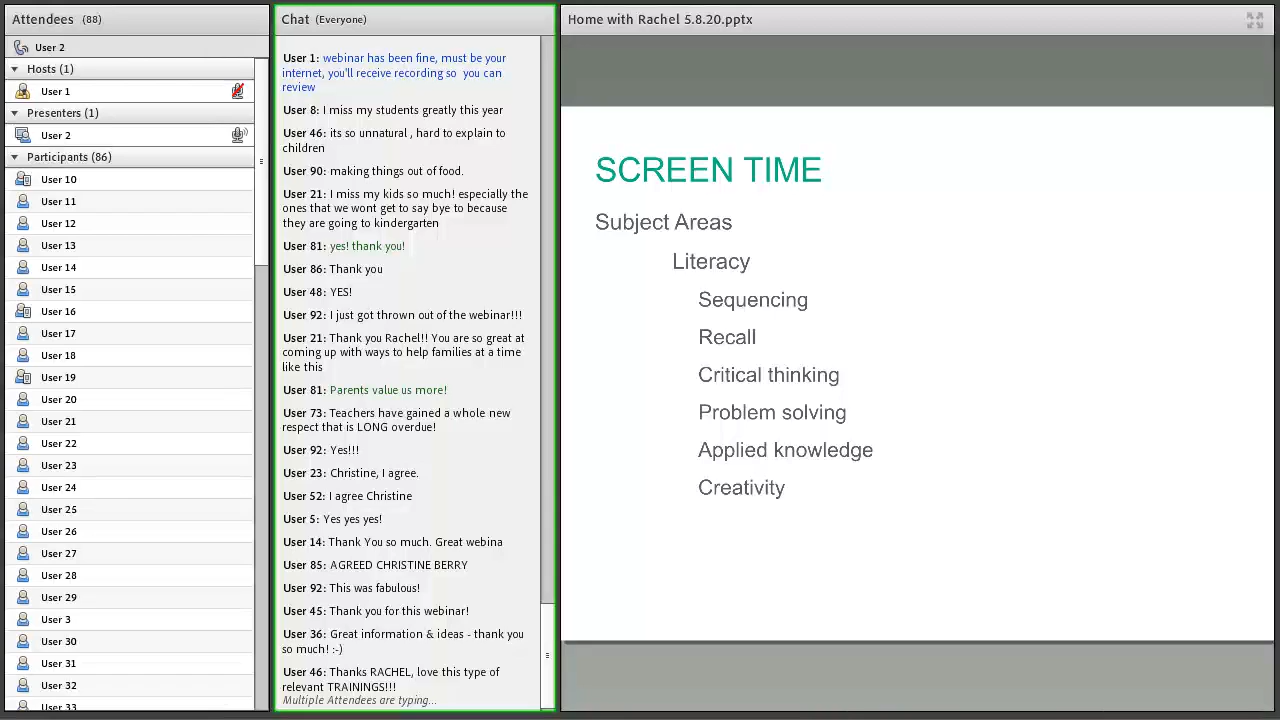 Attendees (88)
User 2
Hosts (1)
User 1
Presenters (1)
User 2
Participants (86)
User 10
User 11
User 12
User 13
User 14
User 15
User 16
User 17
User 18
User 19
User 20
User 21
User 22
User 23
User 24
User 25
User 26
User 27
User 28
User 29
User 3
User 30
User 31
User 32
User 33
Chat (Everyone)
User 1: webinar has been fine, must be your
internet, you'll receive recording so you can
review
User 8: I miss my students greatly this year
User 46: its so unnatural , hard to explain to
children
User 90: making things out of food.
User 21: I miss my kids so much! especially the
ones that we wont get to say bye to because
they are going to kindergarten
User 81: yes! thank you!
User 86: Thank you
User 48: YES!
User 92: I just got thrown out of the webinar!!!
User 21: Thank you Rachel!! You are so great at
coming up with ways to help families at a time
like this
User 81: Parents value us more!
User 73: Teachers have gained a whole new
respect that is LONG overdue!
User 92: Yes!!!
User 23: Christine, I agree.
User 52: I agree Christine
User 5: Yes yes yes!
User 14: Thank You so much. Great webina
User 85: AGREED CHRISTINE BERRY
User 92: This was fabulous!
User 45: Thank you for this webinar!
User 36: Great information & ideas - thank you
so much! :-)
User 46: Thanks RACHEL, love this type of
relevant TRAININGS!!!
Multiple Attendees are typing...
Home with Rachel 5.8.20.pptx
SCREEN TIME
Subject Areas
Literacy
Sequencing
Recall
Critical thinking
Problem solving
Applied knowledge
Creativity